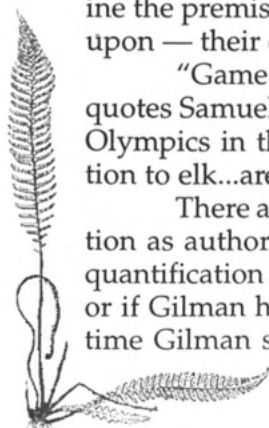 ine the premis
upon — their
“Game
quotes Samuel
Olympics in th
tion to elk...are
There a
tion as author
quantification
or if Gilman h
time Gilman s